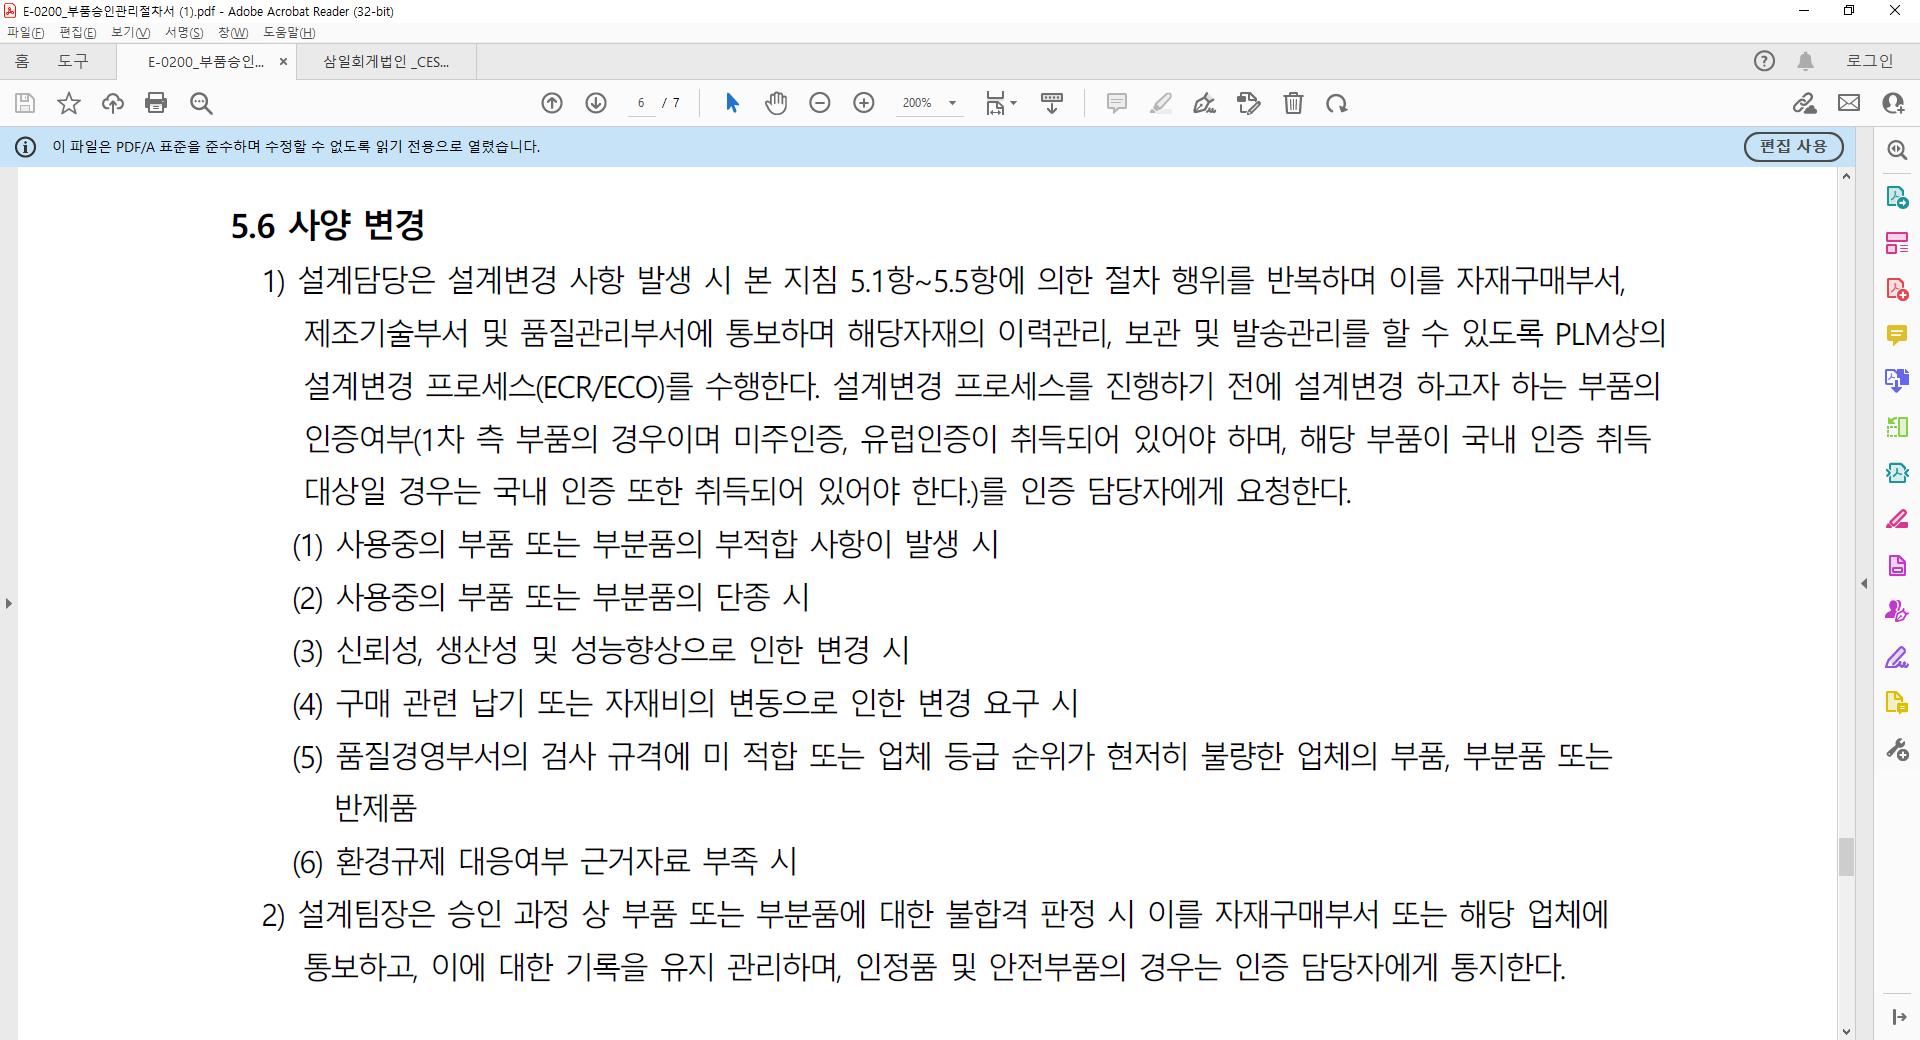 E-0200_부품승인관리절차서 (1).pdf - Adobe Acrobat Reader (32-bit)
파일(F) 편집(E) 보기(V) 서명(S) 창(W) 도움말(H)
홈 도구 E-0200_부품승인... × 삼일회계법인 _CES... 로그인
6 / 7 200%
이 파일은 PDF/A 표준을 준수하며 수정할 수 없도록 읽기 전용으로 열렸습니다. 편집 사용
5.6 사양 변경
1) 설계담당은 설계변경 사항 발생 시 본 지침 5.1항~5.5항에 의한 절차 행위를 반복하며 이를 자재구매부서,
제조기술부서 및 품질관리부서에 통보하며 해당자재의 이력관리, 보관 및 발송관리를 할 수 있도록 PLM상의
설계변경 프로세스(ECR/ECO)를 수행한다. 설계변경 프로세스를 진행하기 전에 설계변경 하고자 하는 부품의
인증여부(1차 측 부품의 경우이며 미주인증, 유럽인증이 취득되어 있어야 하며, 해당 부품이 국내 인증 취득
대상일 경우는 국내 인증 또한 취득되어 있어야 한다.)를 인증 담당자에게 요청한다.
(1) 사용중의 부품 또는 부분품의 부적합 사항이 발생 시
(2) 사용중의 부품 또는 부분품의 단종 시
(3) 신뢰성, 생산성 및 성능향상으로 인한 변경 시
(4) 구매 관련 납기 또는 자재비의 변동으로 인한 변경 요구 시
(5) 품질경영부서의 검사 규격에 미 적합 또는 업체 등급 순위가 현저히 불량한 업체의 부품, 부분품 또는
반제품
(6) 환경규제 대응여부 근거자료 부족 시
2) 설계팀장은 승인 과정 상 부품 또는 부분품에 대한 불합격 판정 시 이를 자재구매부서 또는 해당 업체에
통보하고, 이에 대한 기록을 유지 관리하며, 인정품 및 안전부품의 경우는 인증 담당자에게 통지한다.